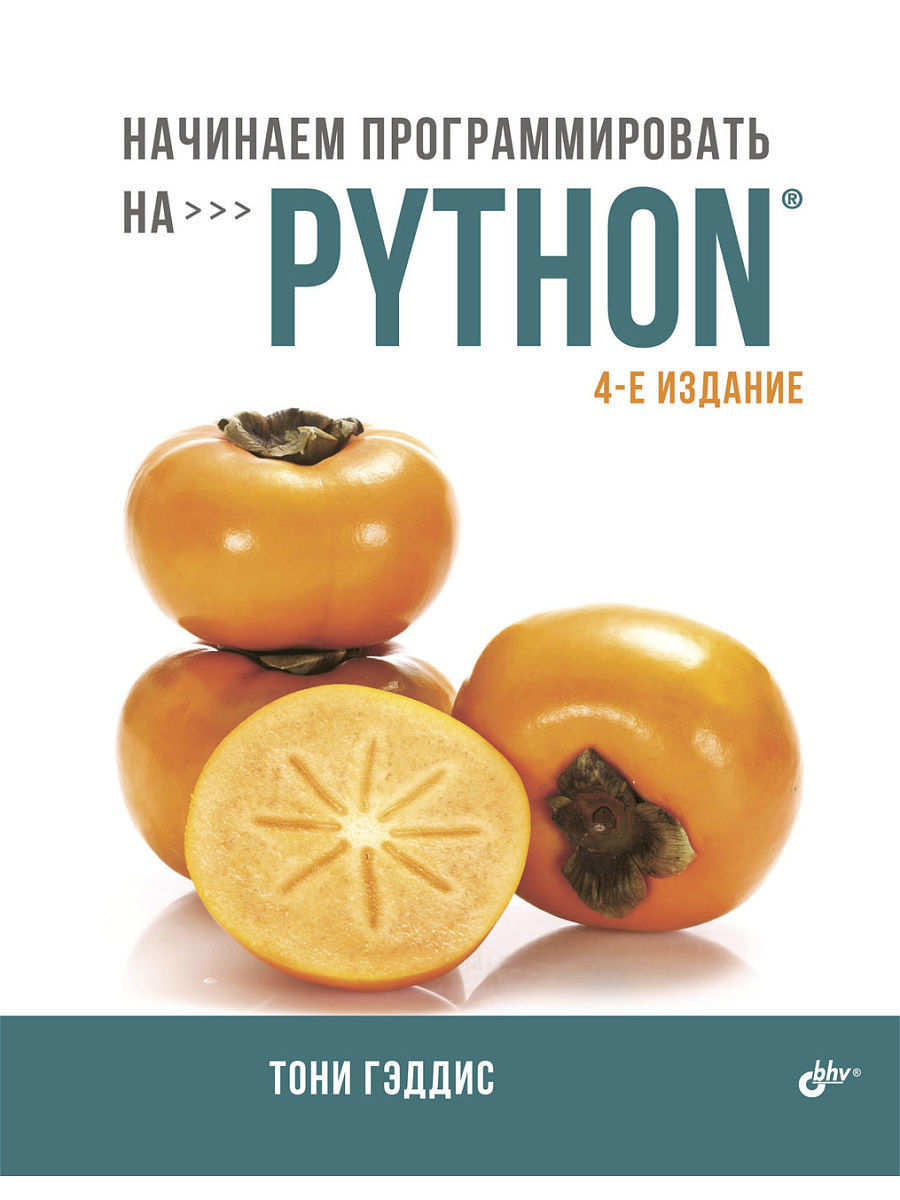 НАЧИНАЕМ ПРОГРАММИРОВАТЬ
НА >>> PYTHON®
4-Е ИЗДАНИЕ
ТОНИ ГЭДДИС
bhv®